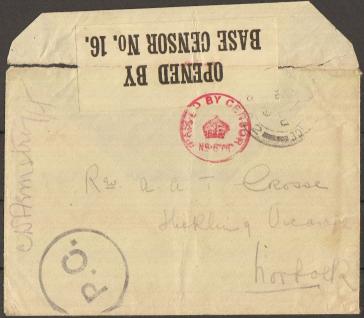 OPENED BY
BASE CENSOR No. 16.
PASSED BY CENSOR
Rev. A A T Crosse
Hickling Vicarage
Norfolk
P.O.